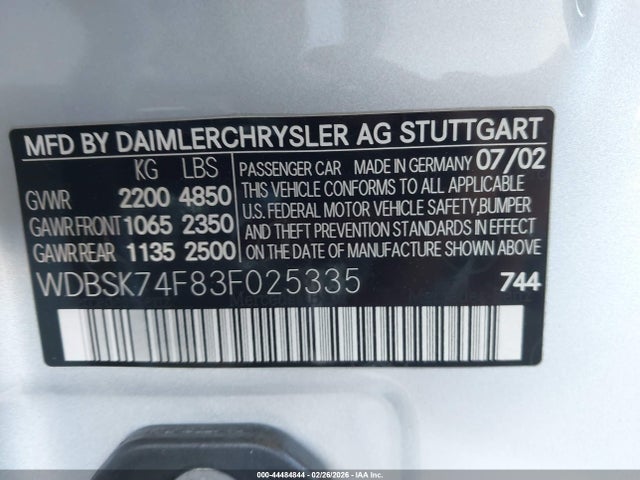 MFD BY DAIMLERCHRYSLER AG STUTTGART
KG LBS
GVWR 2200 4850
GAWR FRONT 1065 2350
GAWR REAR 1135 2500
PASSENGER CAR MADE IN GERMANY 07/02
THIS VEHICLE CONFORMS TO ALL APPLICABLE
U.S. FEDERAL MOTOR VEHICLE SAFETY,BUMPER
AND THEFT PREVENTION STANDARDS IN EFFECT
ON THE DATE OF MANUFACTURE SHOWN ABOVE.
WDBSK74F83F025335 744
000-44484844 - 02/26/2026 - IAA Inc.